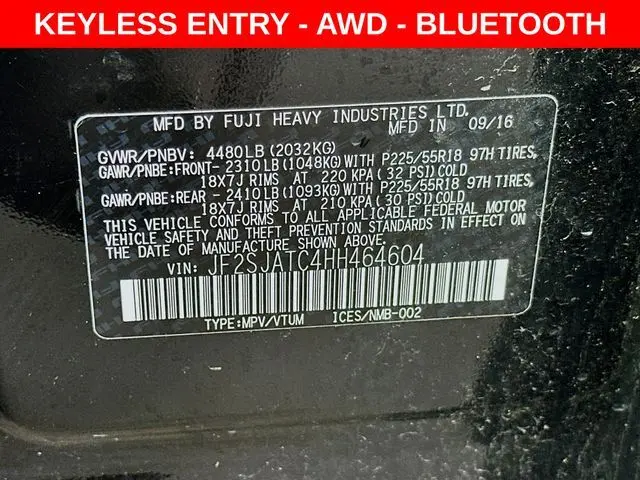 KEYLESS ENTRY - AWD - BLUETOOTH
MFD BY FUJI HEAVY INDUSTRIES LTD.
MFD IN 09/16
GVWR/PNBV: 4480LB(2032KG)
GAWR/PNBE:FRONT- 2310LB(1048KG)WITH P225/55R18 97H TIRES,
18X7J RIMS AT 220 KPA(32 PSI)COLD
GAWR/PNBE:REAR -2410LB(1093KG)WITH P225/55R18 97H TIRES,
18X7J RIMS AT 210 KPA(30 PSI)COLD
THIS VEHICLE CONFORMS TO ALL APPLICABLE FEDERAL MOTOR
VEHICLE SAFETY AND THEFT PREVENTION STANDARDS IN EFFECT ON
THE DATE OF MANUFACTURE SHOWN ABOVE.
VIN: JF2SJATC4HH464604
TYPE:MPV/VTUM ICES/NMB-002